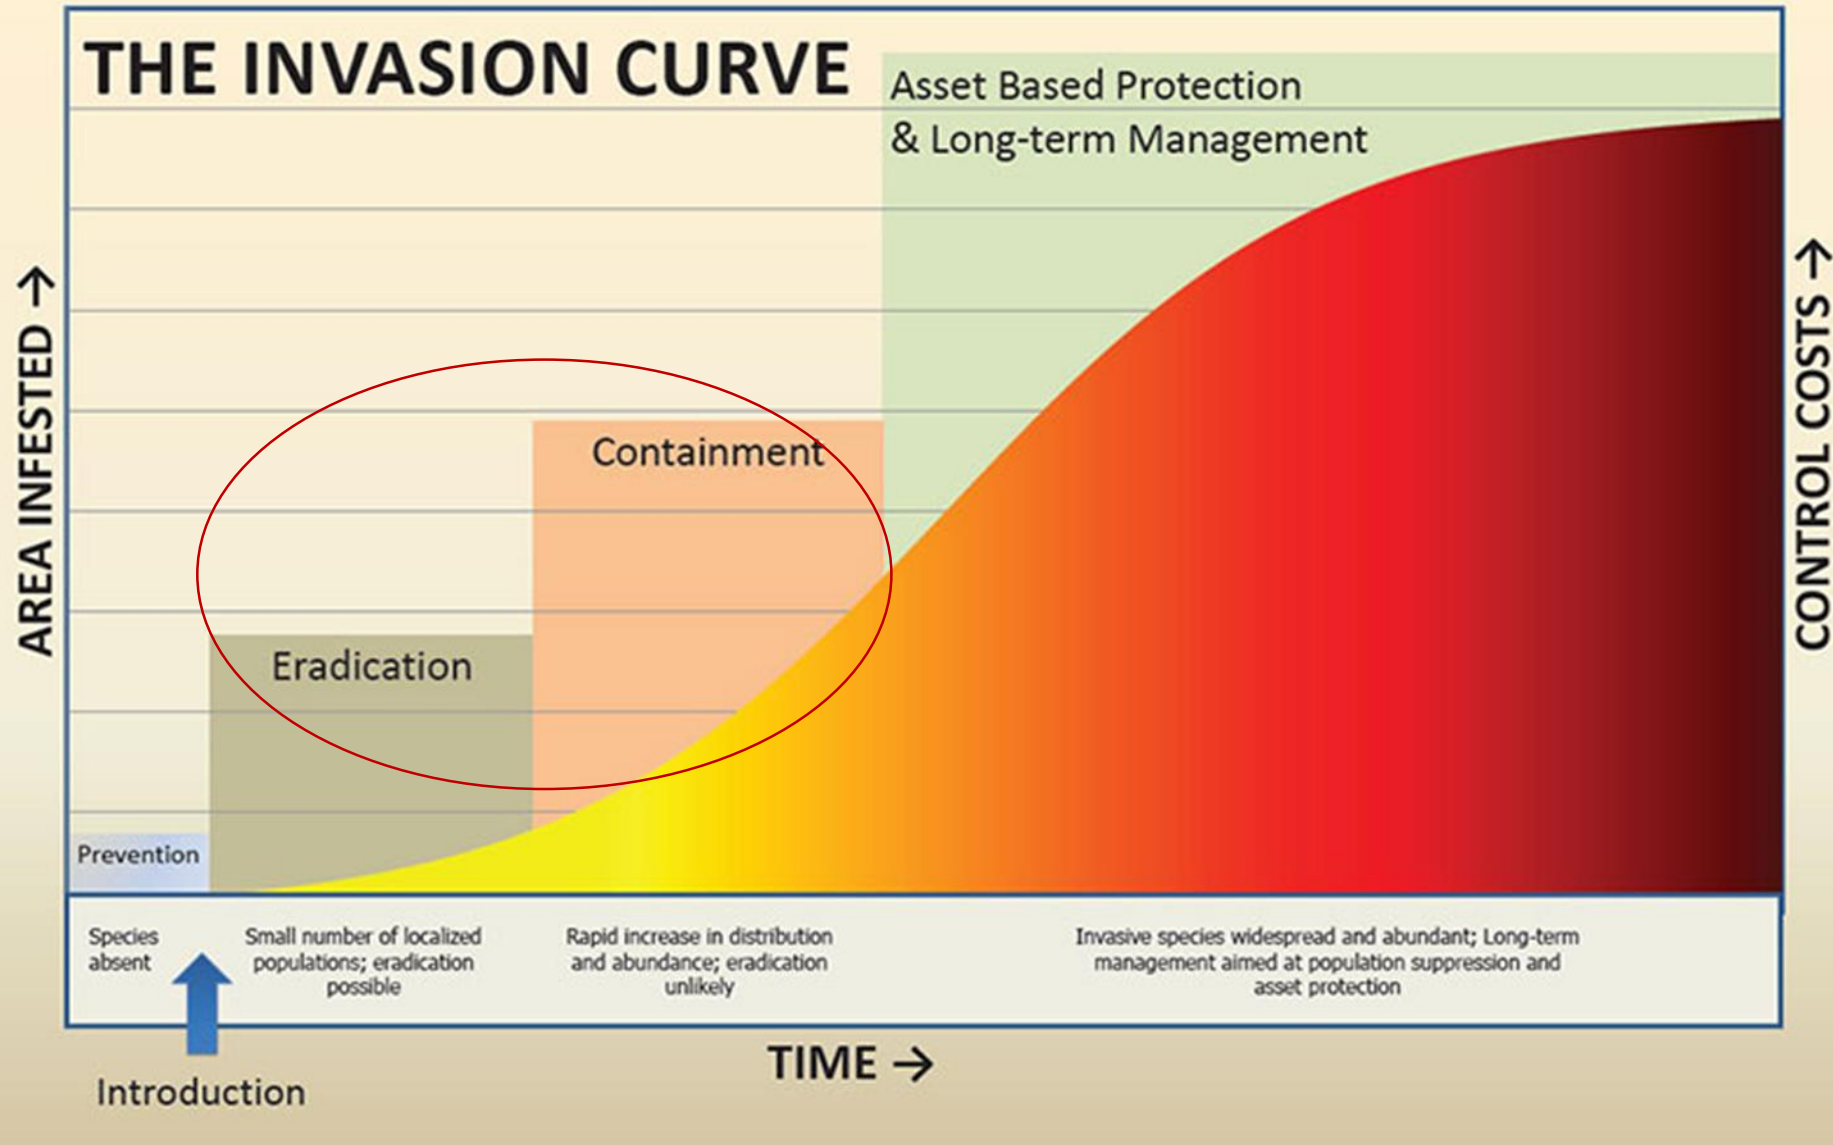 THE INVASION CURVE
Asset Based Protection
& Long-term Management
AREA INFESTED →
CONTROL COSTS →
Containment
Eradication
Prevention
Species
absent
Small number of localized
populations; eradication
possible
Rapid increase in distribution
and abundance; eradication
unlikely
Invasive species widespread and abundant; Long-term
management aimed at population suppression and
asset protection
TIME →
Introduction